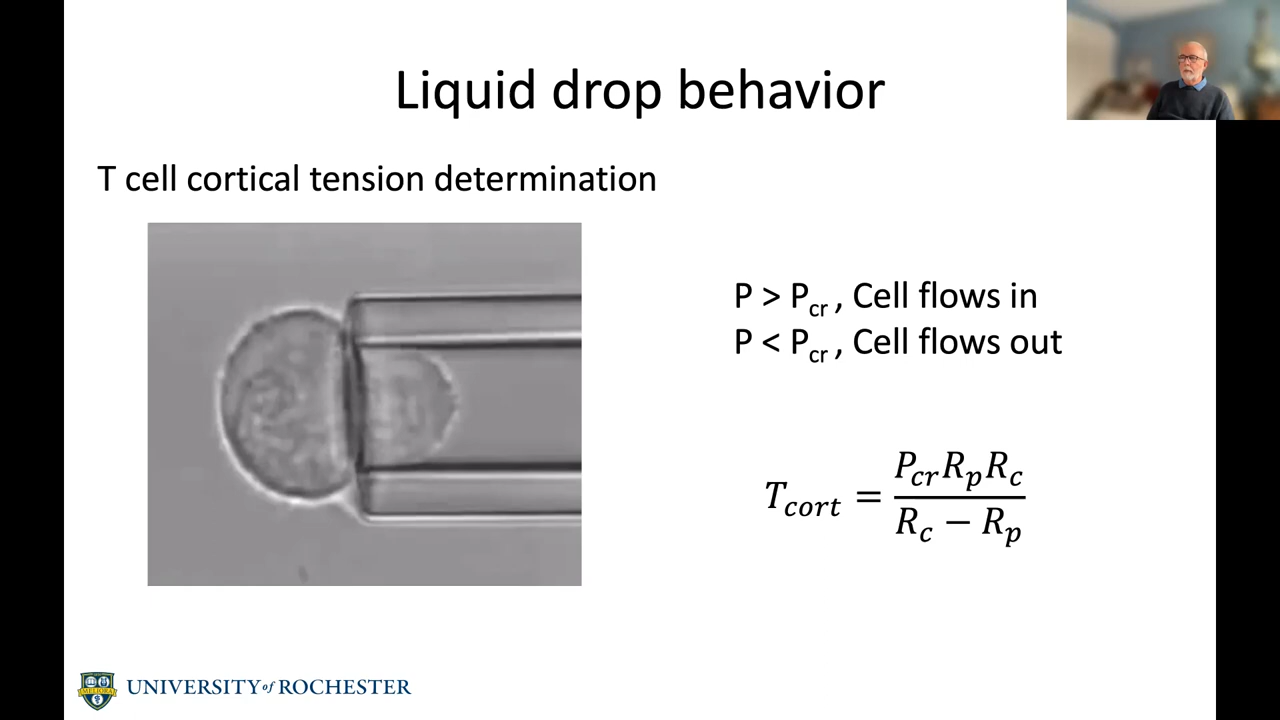 Liquid drop behavior
T cell cortical tension determination
P > Pcr , Cell flows in
P < Pcr , Cell flows out
Tcort = PcrRpRc / Rc − Rp
MELIORA
UNIVERSITY of ROCHESTER